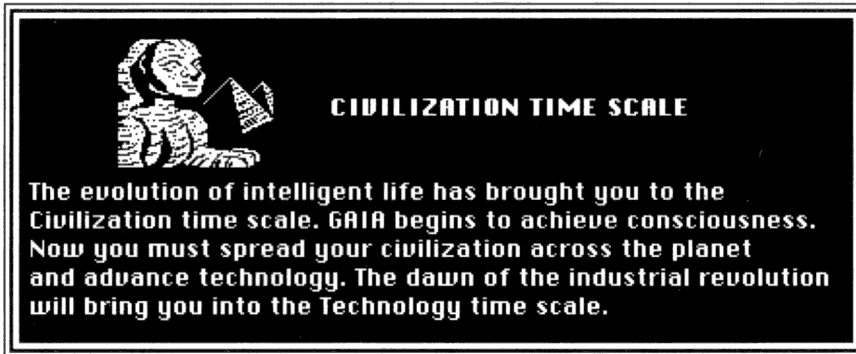 CIVILIZATION TIME SCALE
The evolution of intelligent life has brought you to the
Civilization time scale. GAIA begins to achieve consciousness.
Now you must spread your civilization across the planet
and advance technology. The dawn of the industrial revolution
will bring you into the Technology time scale.